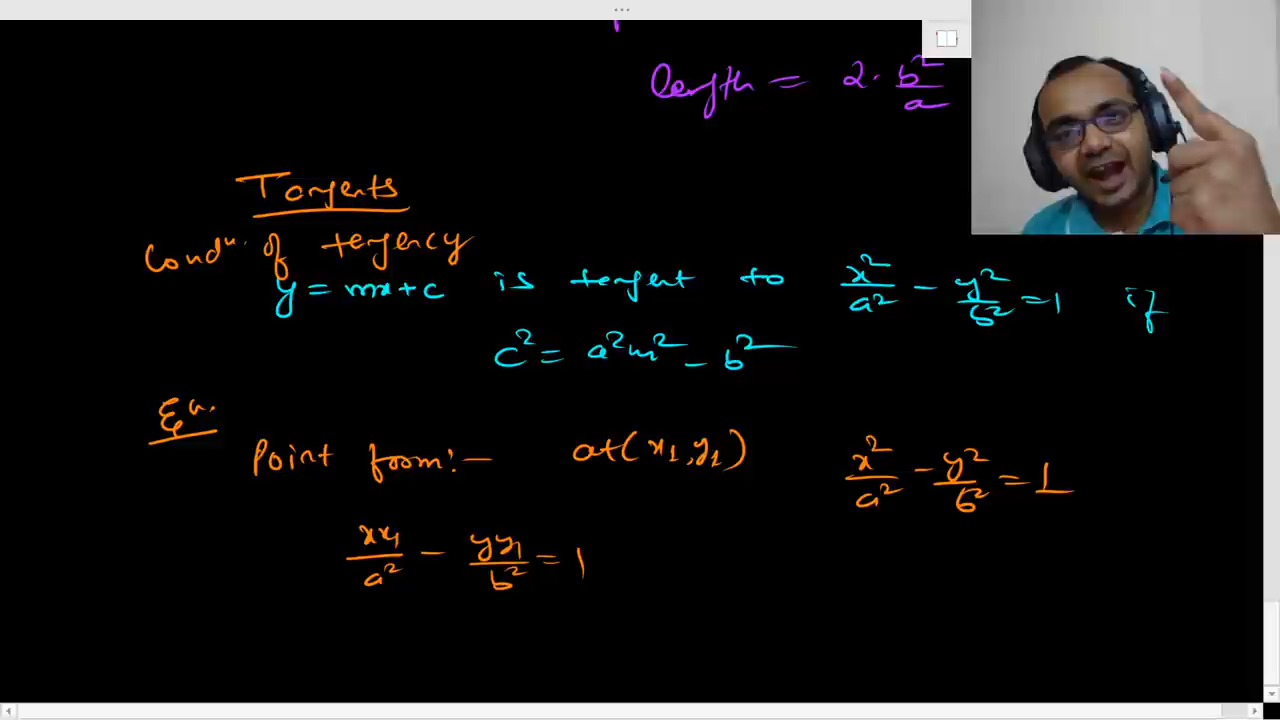 length = 2. b²/a
Tangents
Condⁿ. of tangency
y = mx+c is tangent to x²/a² - y²/b² = 1 if
c² = a²m² - b²
Eⁿ.
Point form:- at(x₁,y₁) x²/a² - y²/b² = 1
xx₁/a² - yy₁/b² = 1